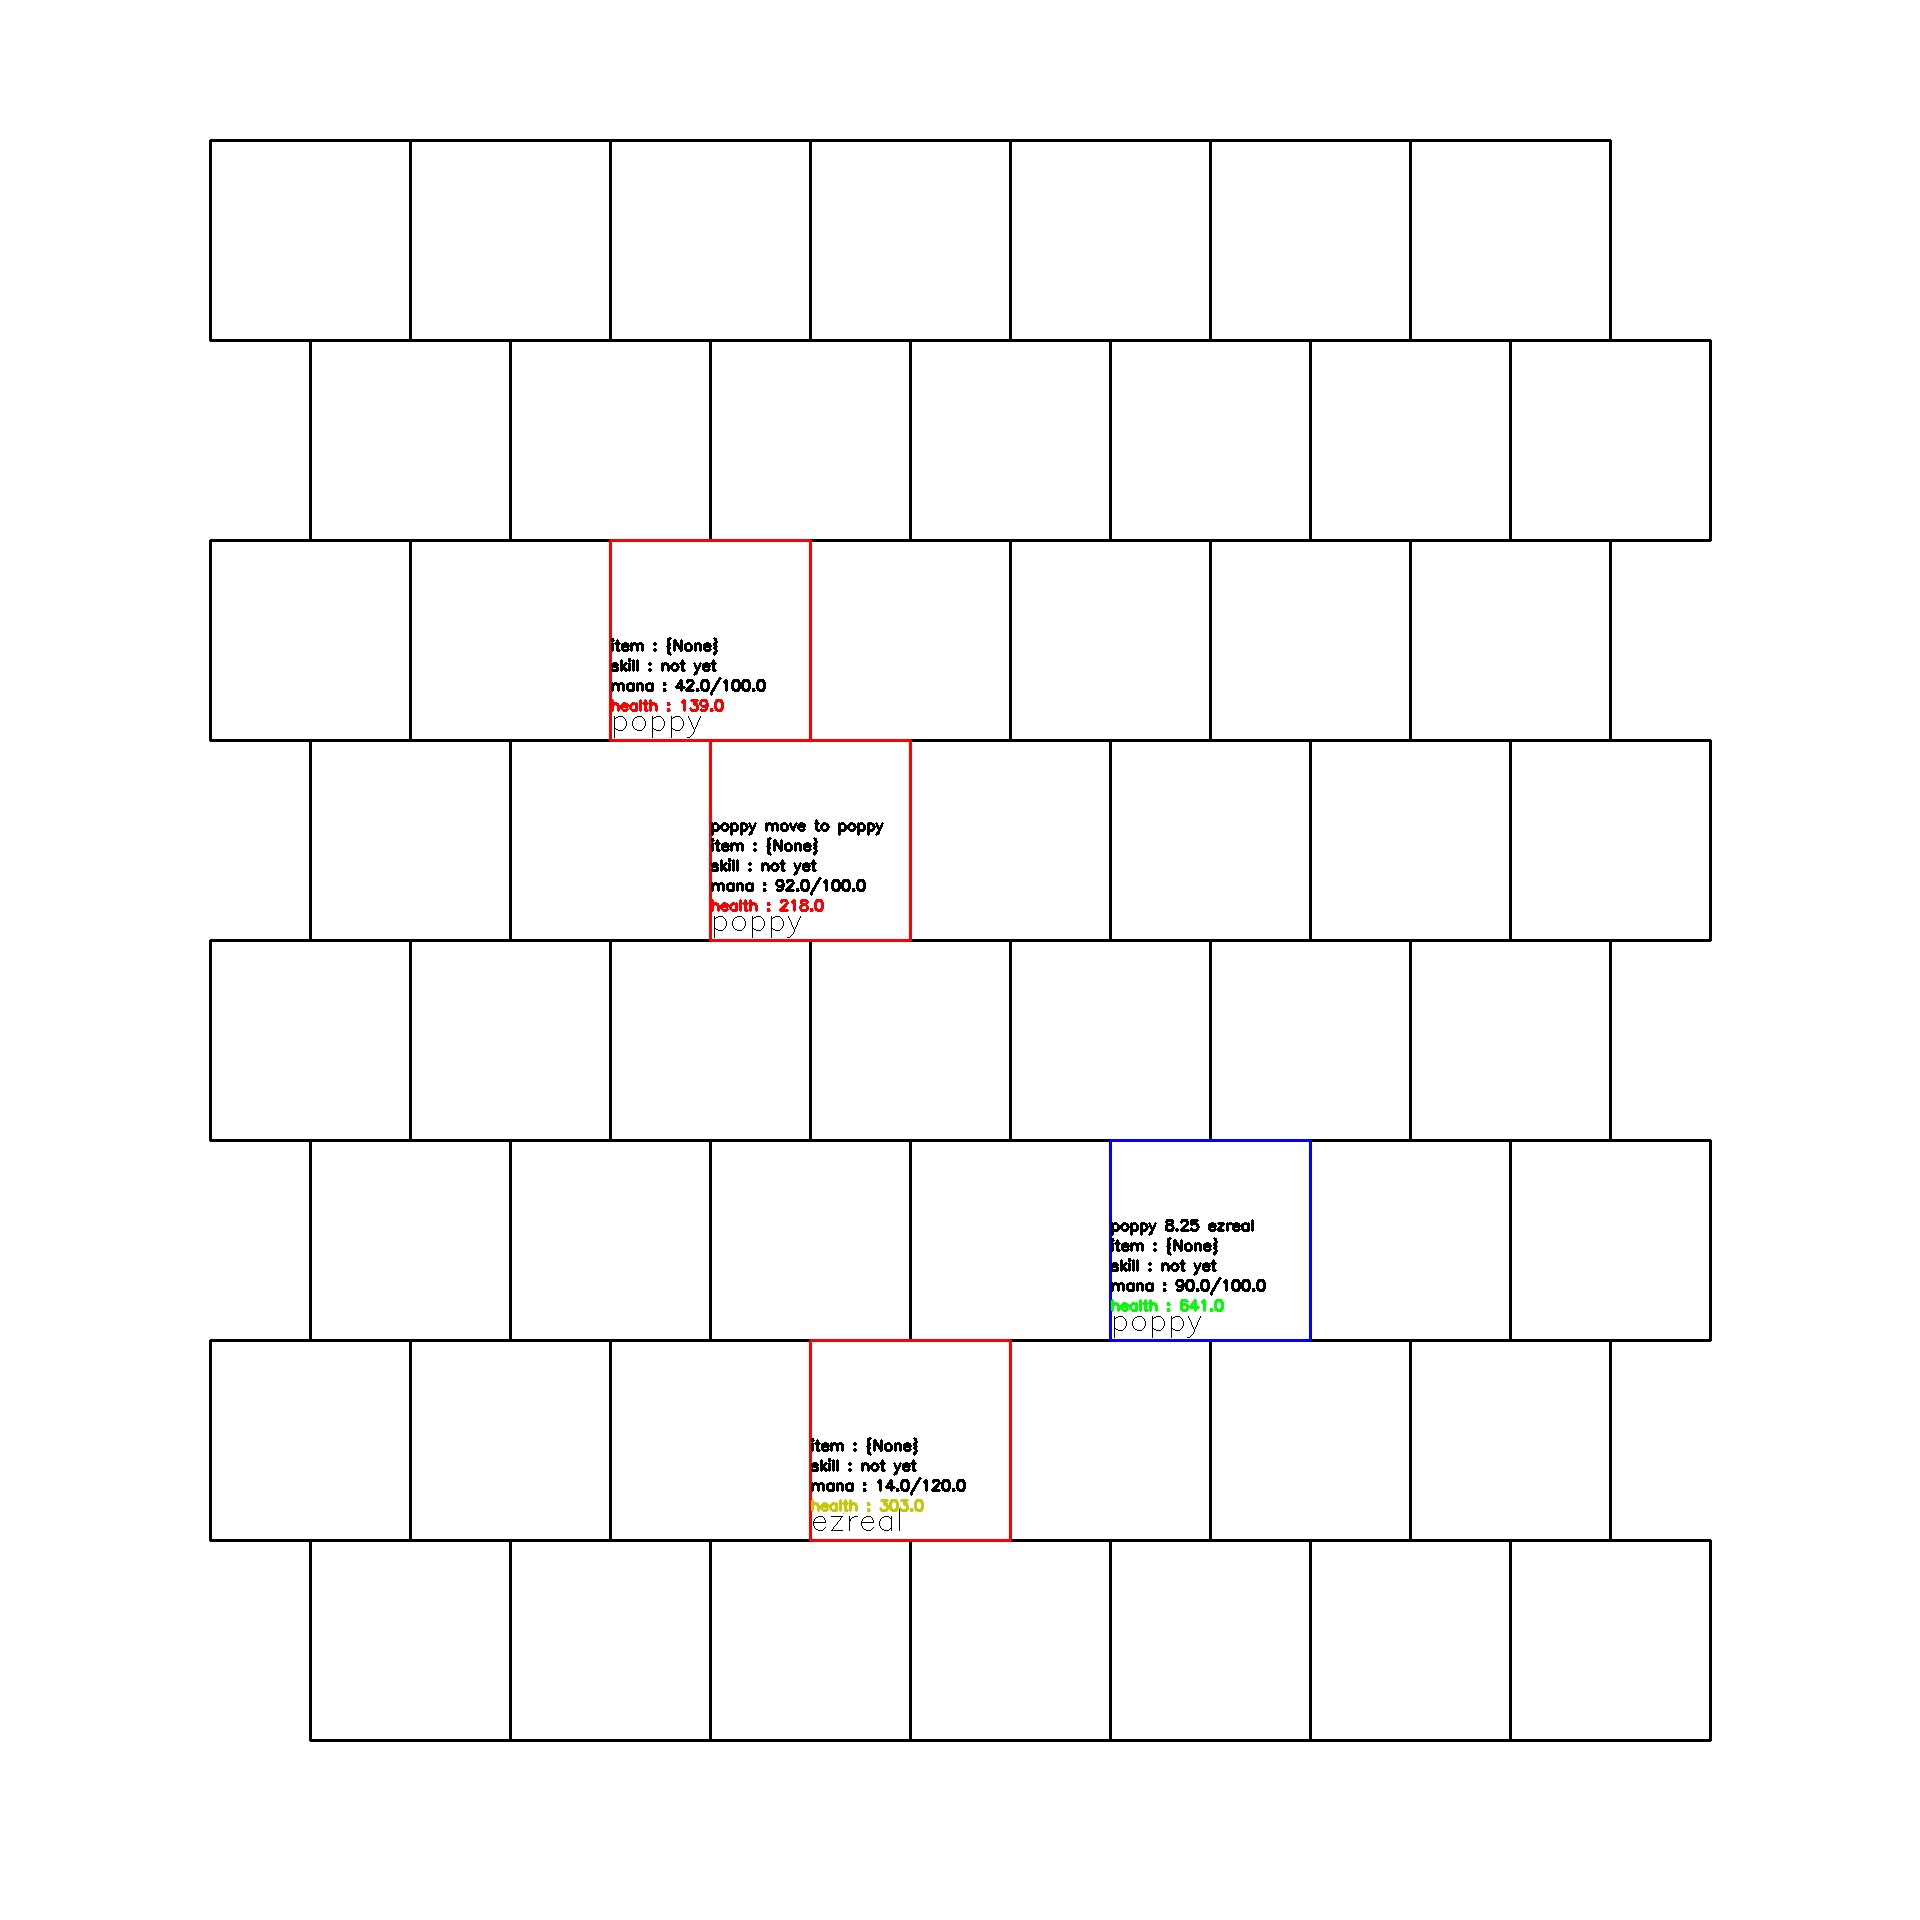 item : {None}
skill : not yet
mana : 42.0/100.0
health : 139.0
poppy
poppy move to poppy
item : {None}
skill : not yet
mana : 92.0/100.0
health : 218.0
poppy
poppy 8.25 ezreal
item : {None}
skill : not yet
mana : 90.0/100.0
health : 641.0
poppy
item : {None}
skill : not yet
mana : 14.0/120.0
health : 303.0
ezreal